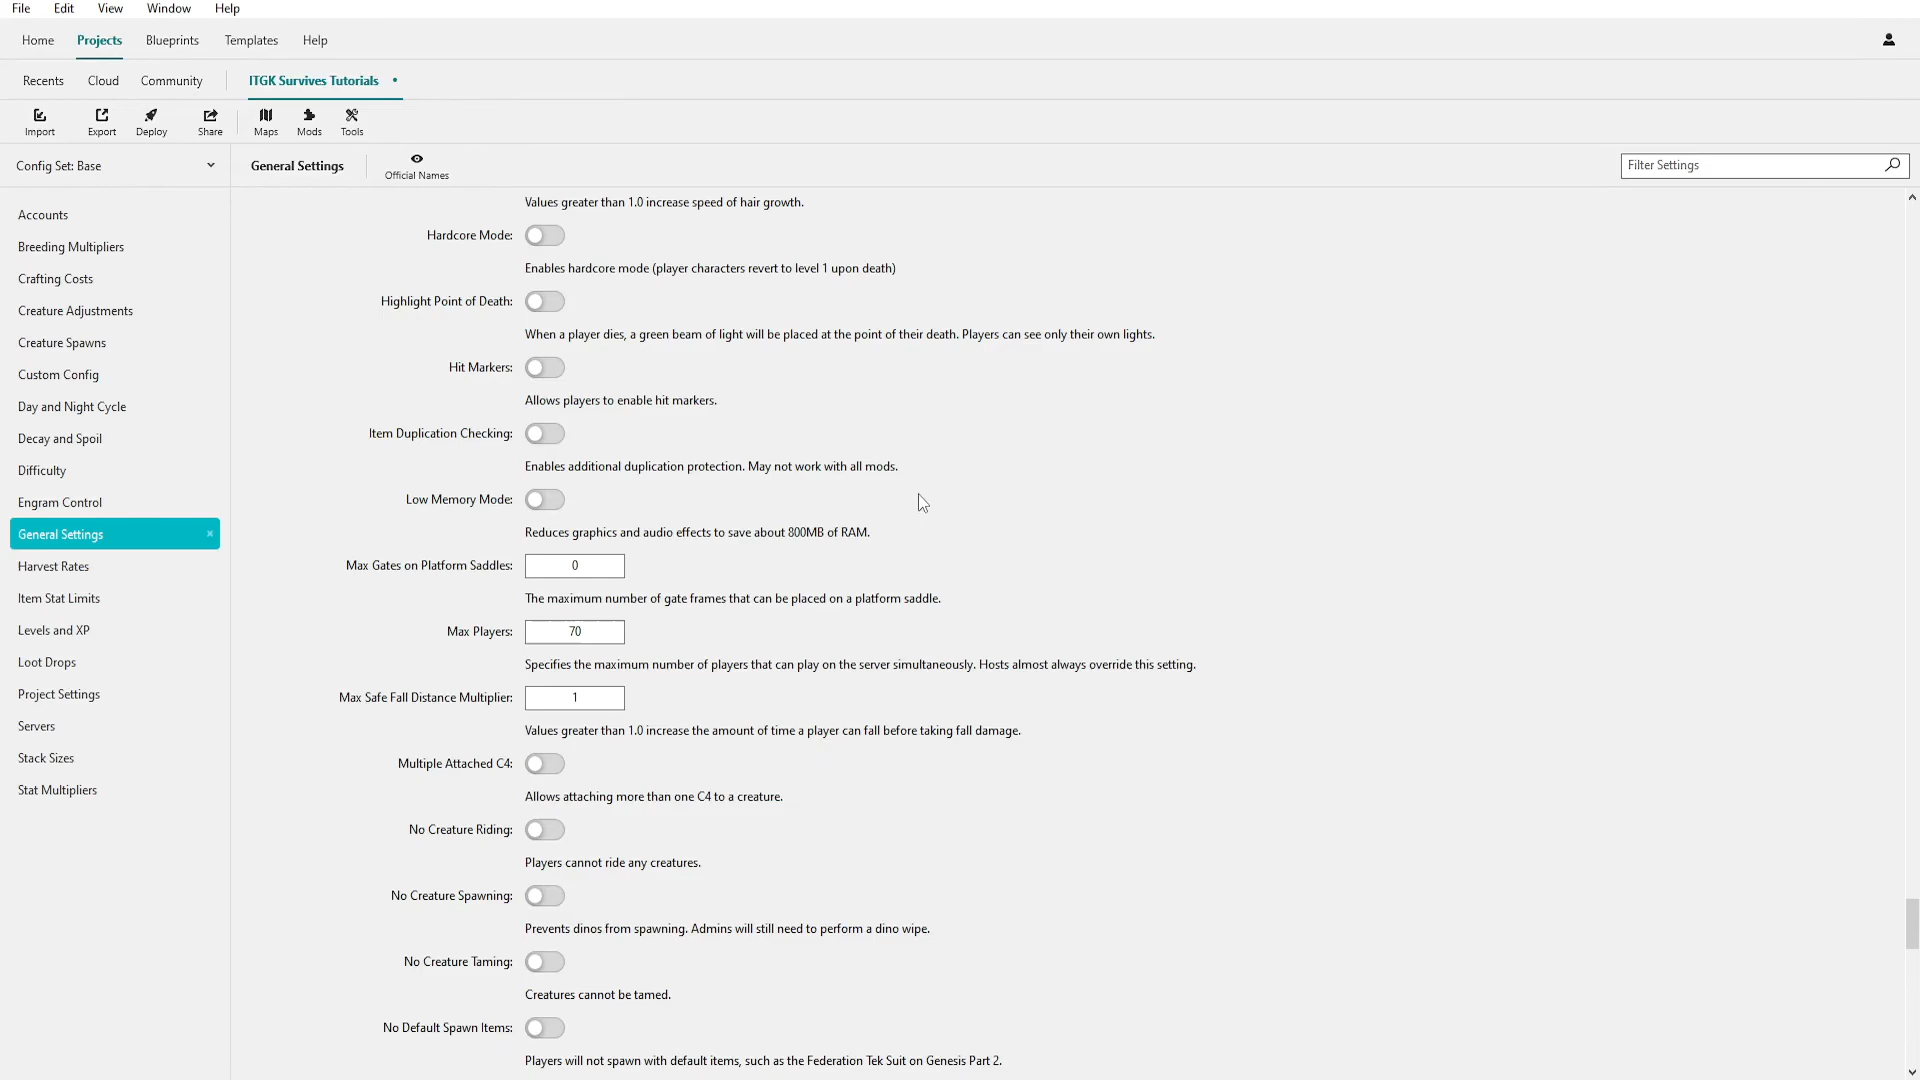 File Edit View Window Help
Home Projects Blueprints Templates Help
Recents Cloud Community ITGK Survives Tutorials •
Import Export Deploy Share Maps Mods Tools
Config Set: Base
General Settings
Official Names
Filter Settings
Accounts
Breeding Multipliers
Crafting Costs
Creature Adjustments
Creature Spawns
Custom Config
Day and Night Cycle
Decay and Spoil
Difficulty
Engram Control
General Settings ×
Harvest Rates
Item Stat Limits
Levels and XP
Loot Drops
Project Settings
Servers
Stack Sizes
Stat Multipliers
Values greater than 1.0 increase speed of hair growth.
Hardcore Mode:
Enables hardcore mode (player characters revert to level 1 upon death)
Highlight Point of Death:
When a player dies, a green beam of light will be placed at the point of their death. Players can see only their own lights.
Hit Markers:
Allows players to enable hit markers.
Item Duplication Checking:
Enables additional duplication protection. May not work with all mods.
Low Memory Mode:
Reduces graphics and audio effects to save about 800MB of RAM.
Max Gates on Platform Saddles: 0
The maximum number of gate frames that can be placed on a platform saddle.
Max Players: 70
Specifies the maximum number of players that can play on the server simultaneously. Hosts almost always override this setting.
Max Safe Fall Distance Multiplier: 1
Values greater than 1.0 increase the amount of time a player can fall before taking fall damage.
Multiple Attached C4:
Allows attaching more than one C4 to a creature.
No Creature Riding:
Players cannot ride any creatures.
No Creature Spawning:
Prevents dinos from spawning. Admins will still need to perform a dino wipe.
No Creature Taming:
Creatures cannot be tamed.
No Default Spawn Items:
Players will not spawn with default items, such as the Federation Tek Suit on Genesis Part 2.